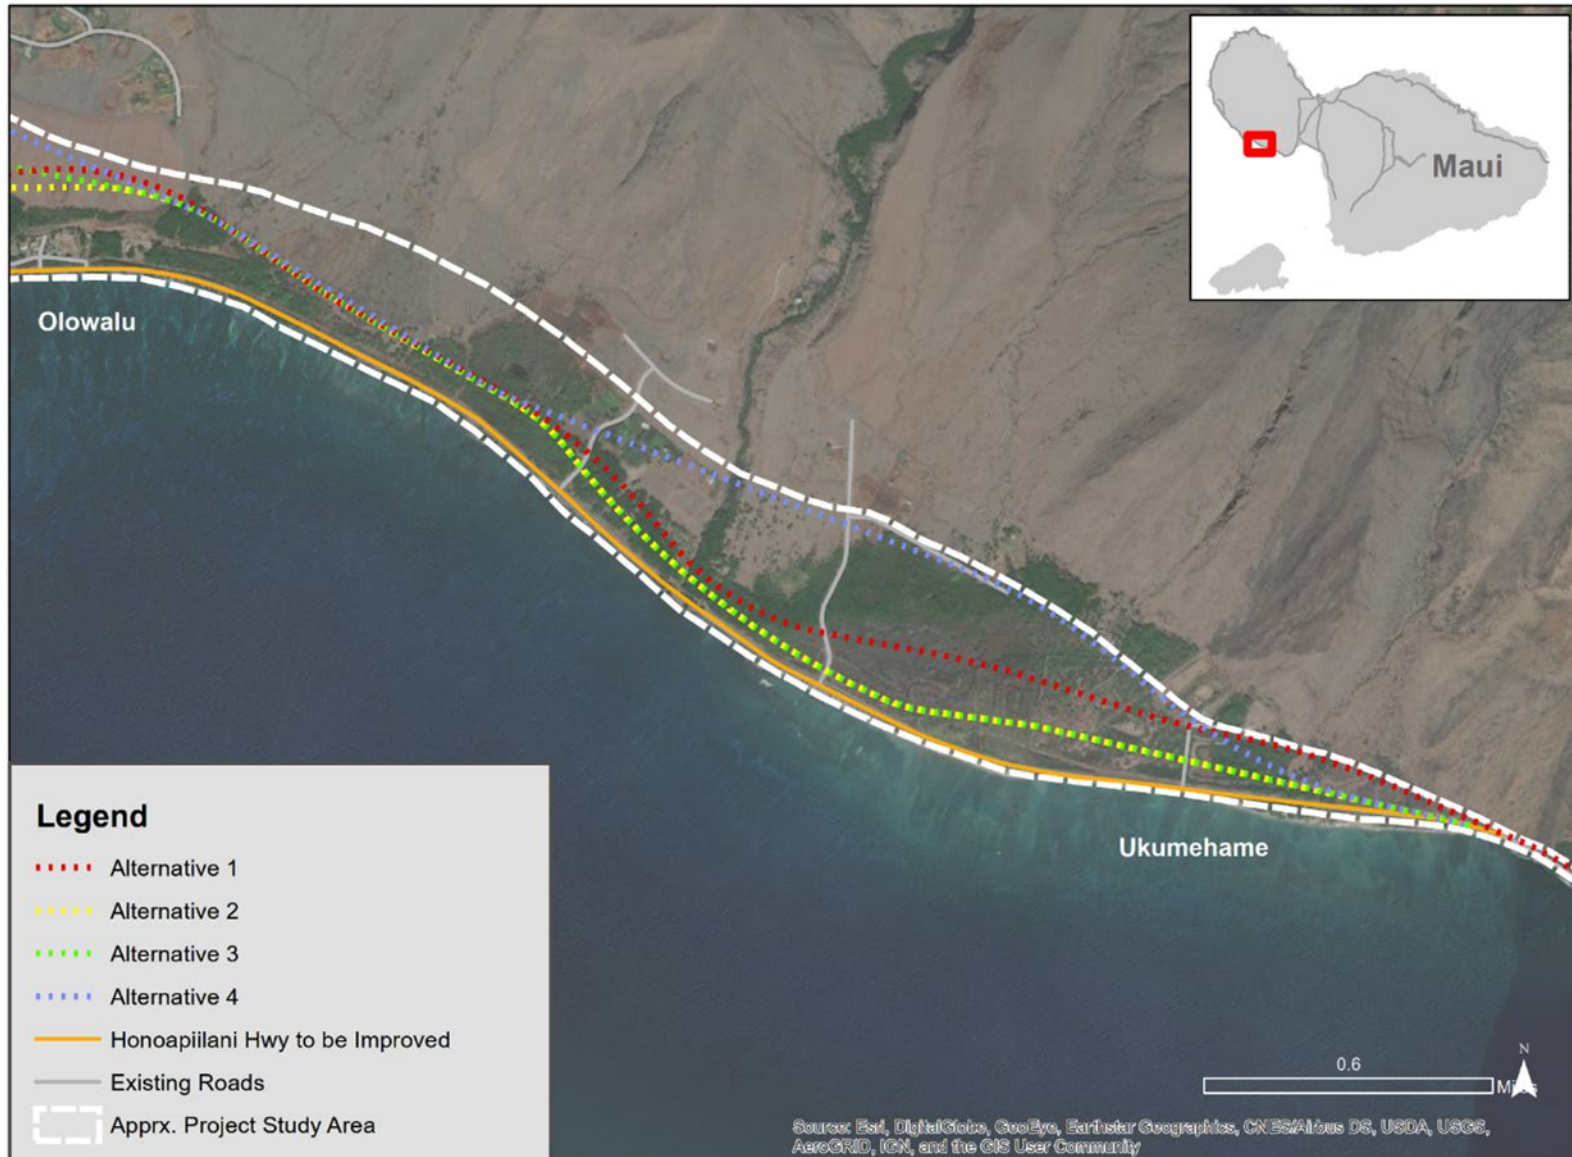 Maui
Olowalu
Ukumehame
Legend
Alternative 1
Alternative 2
Alternative 3
Alternative 4
Honoapiilani Hwy to be Improved
Existing Roads
Apprx. Project Study Area
0.6
Miles
N
Source: Esri, DigitalGlobe, GeoEye, Earthstar Geographics, CNES/Airbus DS, USDA, USGS,
AeroGRID, IGN, and the GIS User Community